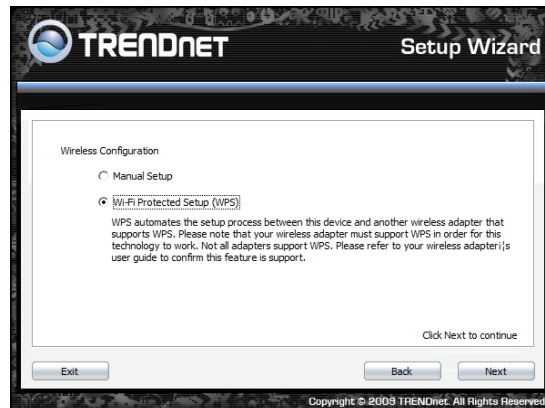 TRENDNET
Setup Wizard
Wireless Configuration
Manual Setup
Wi-Fi Protected Setup (WPS)
WPS automates the setup process between this device and another wireless adapter that
supports WPS. Please note that your wireless adapter must support WPS in order for this
technology to work. Not all adapters support WPS. Please refer to your wireless adapteri¦s
user guide to confirm this feature is support.
Click Next to continue
Exit
Back
Next
Copyright © 2009 TRENDnet. All Rights Reserved